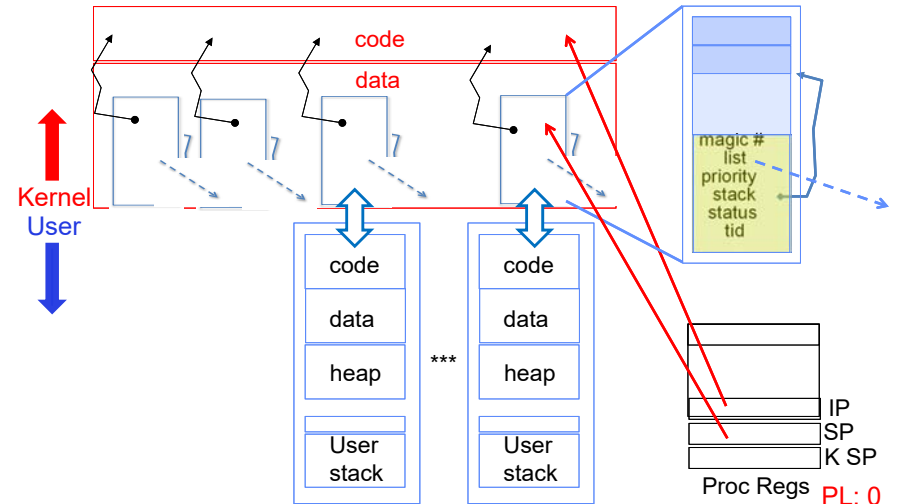 code
data
magic #
list
priority
stack
status
tid
Kernel
User
code
data
heap
User
stack
***
code
data
heap
User
stack
IP
SP
K SP
Proc Regs
PL: 0